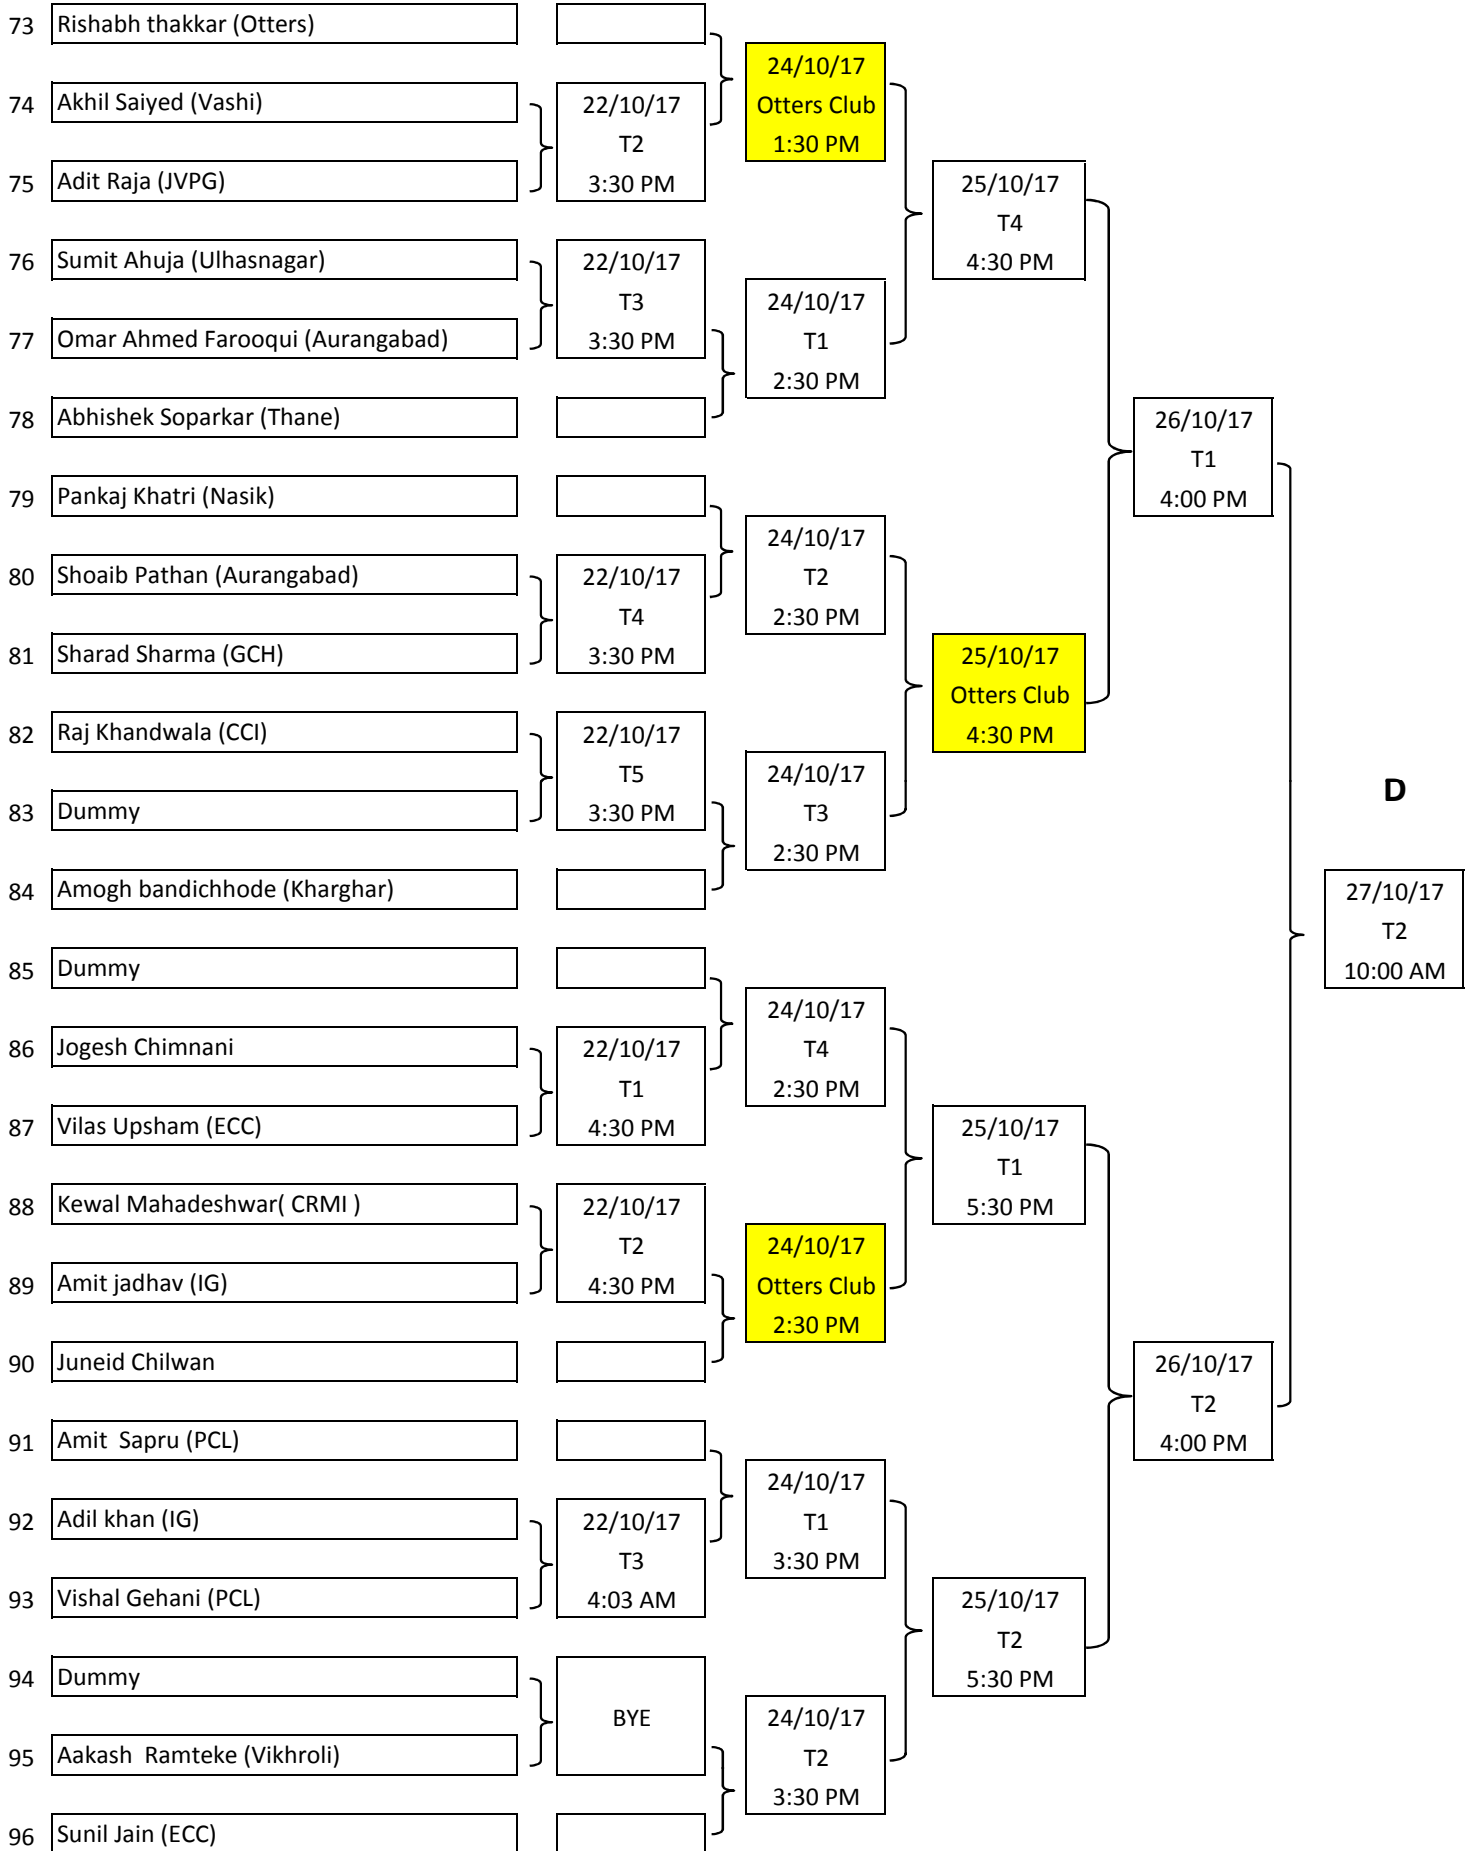 73 Rishabh thakkar (Otters)
24/10/17
Otters Club
1:30 PM
74 Akhil Saiyed (Vashi)
22/10/17
T2
3:30 PM
75 Adit Raja (JVPG)
25/10/17
T4
4:30 PM
76 Sumit Ahuja (Ulhasnagar)
22/10/17
T3
3:30 PM
77 Omar Ahmed Farooqui (Aurangabad)
24/10/17
T1
2:30 PM
78 Abhishek Soparkar (Thane)
26/10/17
T1
4:00 PM
79 Pankaj Khatri (Nasik)
24/10/17
T2
2:30 PM
80 Shoaib Pathan (Aurangabad)
22/10/17
T4
3:30 PM
81 Sharad Sharma (GCH)
25/10/17
Otters Club
4:30 PM
82 Raj Khandwala (CCI)
22/10/17
T5
3:30 PM
83 Dummy
24/10/17
T3
2:30 PM
D
84 Amogh bandichhode (Kharghar)
27/10/17
T2
10:00 AM
85 Dummy
24/10/17
T4
2:30 PM
86 Jogesh Chimnani
22/10/17
T1
4:30 PM
87 Vilas Upsham (ECC)
25/10/17
T1
5:30 PM
88 Kewal Mahadeshwar( CRMI )
22/10/17
T2
4:30 PM
89 Amit jadhav (IG)
24/10/17
Otters Club
2:30 PM
90 Juneid Chilwan
26/10/17
T2
4:00 PM
91 Amit  Sapru (PCL)
24/10/17
T1
3:30 PM
92 Adil khan (IG)
22/10/17
T3
4:03 AM
93 Vishal Gehani (PCL)
25/10/17
T2
5:30 PM
94 Dummy
BYE
95 Aakash  Ramteke (Vikhroli)
24/10/17
T2
3:30 PM
96 Sunil Jain (ECC)